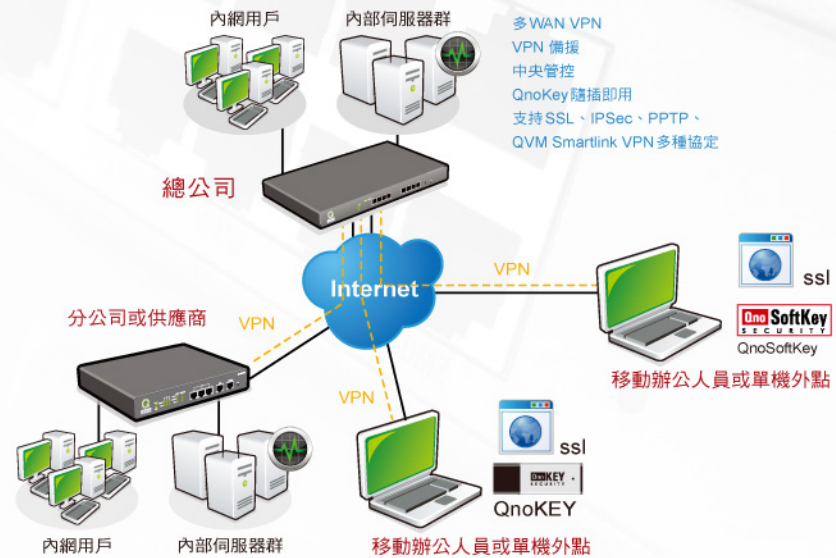 內網用戶
內部伺服器群
多WAN VPN
VPN 備援
中央管控
QnoKey隨插即用
支持SSL、IPSec、PPTP、
QVM Smartlink VPN多種協定
總公司
Internet
VPN
ssl
Qno SoftKey
SECURITY
QnoSoftKey
移動辦公人員或單機外點
分公司或供應商
VPN
VPN
ssl
Qno KEY
SECURITY
QnoKEY
內網用戶
內部伺服器群
移動辦公人員或單機外點